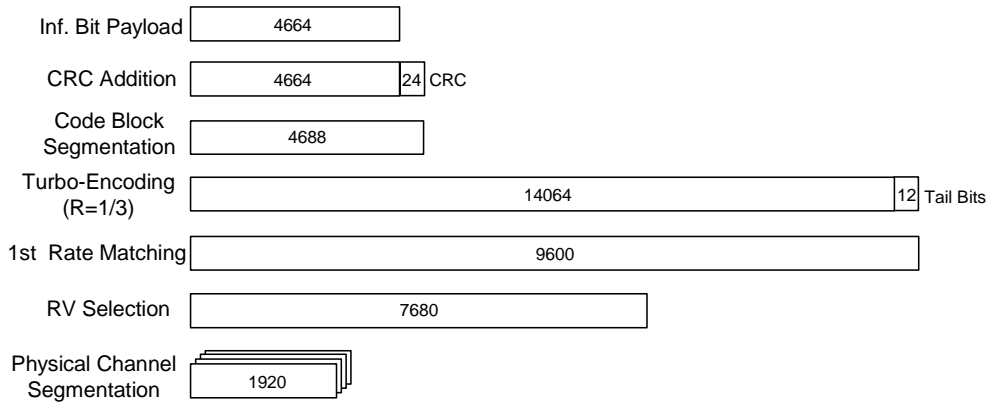 Inf. Bit Payload
4664
CRC Addition
4664
24
CRC
Code Block
Segmentation
4688
Turbo-Encoding
(R=1/3)
14064
12
Tail Bits
1st Rate Matching
9600
RV Selection
7680
Physical Channel
Segmentation
1920